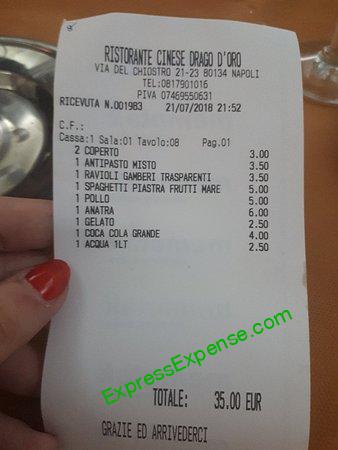 RISTORANTE CINESE DRAGO D'ORO
VIA DEL CHIOSTRO 21-23 80134 NAPOLI
TEL:0817901016
P.IVA 07469550631
RICEVUTA N.001983 21/07/2018 21:52
C.F.:
Cassa:1 Sala:01 Tavolo:08 Pag.01
2 COPERTO 3.00
1 ANTIPASTO MISTO 3.50
1 RAVIOLI GAMBERI TRASPARENTI 3.50
1 SPAGHETTI PIASTRA FRUTTI MARE 5.00
1 POLLO 5.00
1 ANATRA 6.00
1 GELATO 2.50
1 COCA COLA GRANDE 4.00
1 ACQUA 1LT 2.50
ExpressExpense.com
TOTALE: 35.00 EUR
GRAZIE ED ARRIVEDERCI